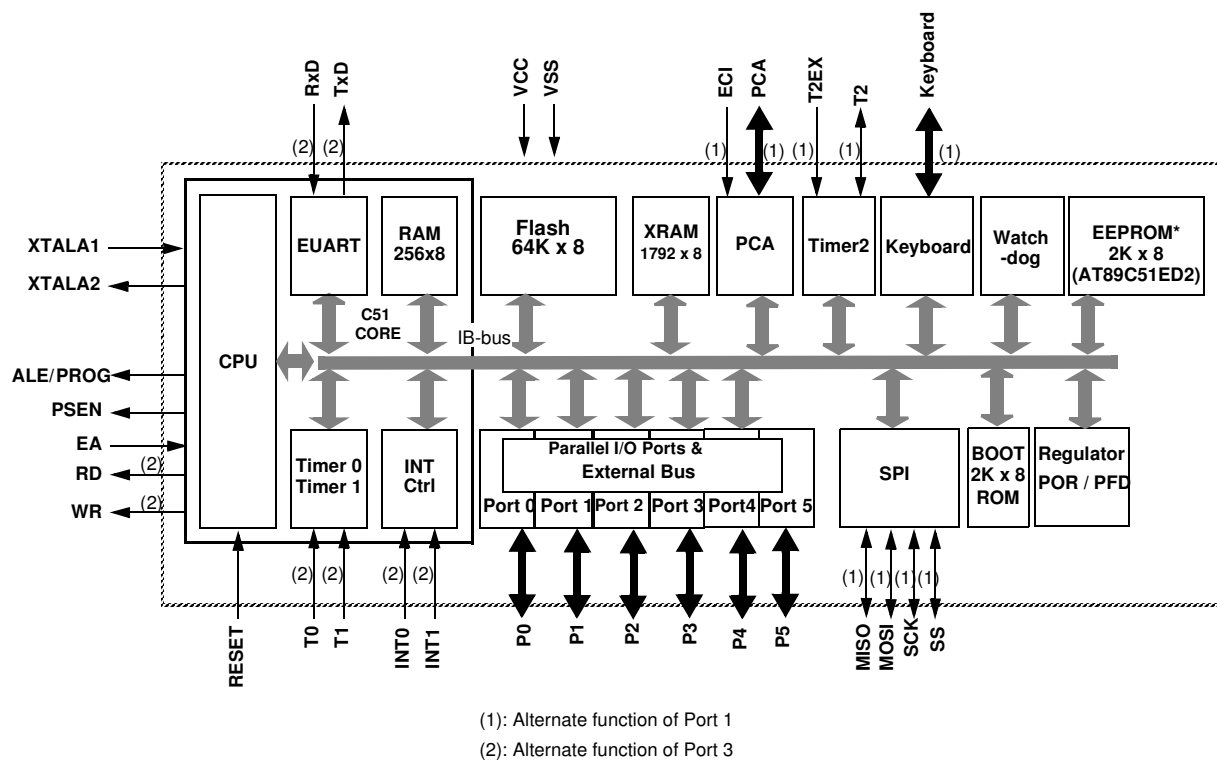 RxD
TxD
VCC
VSS
ECI
PCA
T2EX
T2
Keyboard
(2)
(2)
(1)
(1)
(1)
(1)
(1)
XTALA1
XTALA2
ALE/PROG
PSEN
EA
RD
(2)
WR
(2)
CPU
EUART
RAM
256x8
C51
CORE
IB-bus
Flash
64K x 8
XRAM
1792 x 8
PCA
Timer2
Keyboard
Watch
-dog
EEPROM*
2K x 8
(AT89C51ED2)
Timer 0
Timer 1
INT
Ctrl
Parallel I/O Ports &
External Bus
Port 0
Port 1
Port 2
Port 3
Port4
Port 5
SPI
BOOT
2K x 8
ROM
Regulator
POR / PFD
(2)
(2)
(2)
(2)
(1)
(1)
(1)
(1)
RESET
T0
T1
INT0
INT1
P0
P1
P2
P3
P4
P5
MISO
MOSI
SCK
SS
(1): Alternate function of Port 1
(2): Alternate function of Port 3